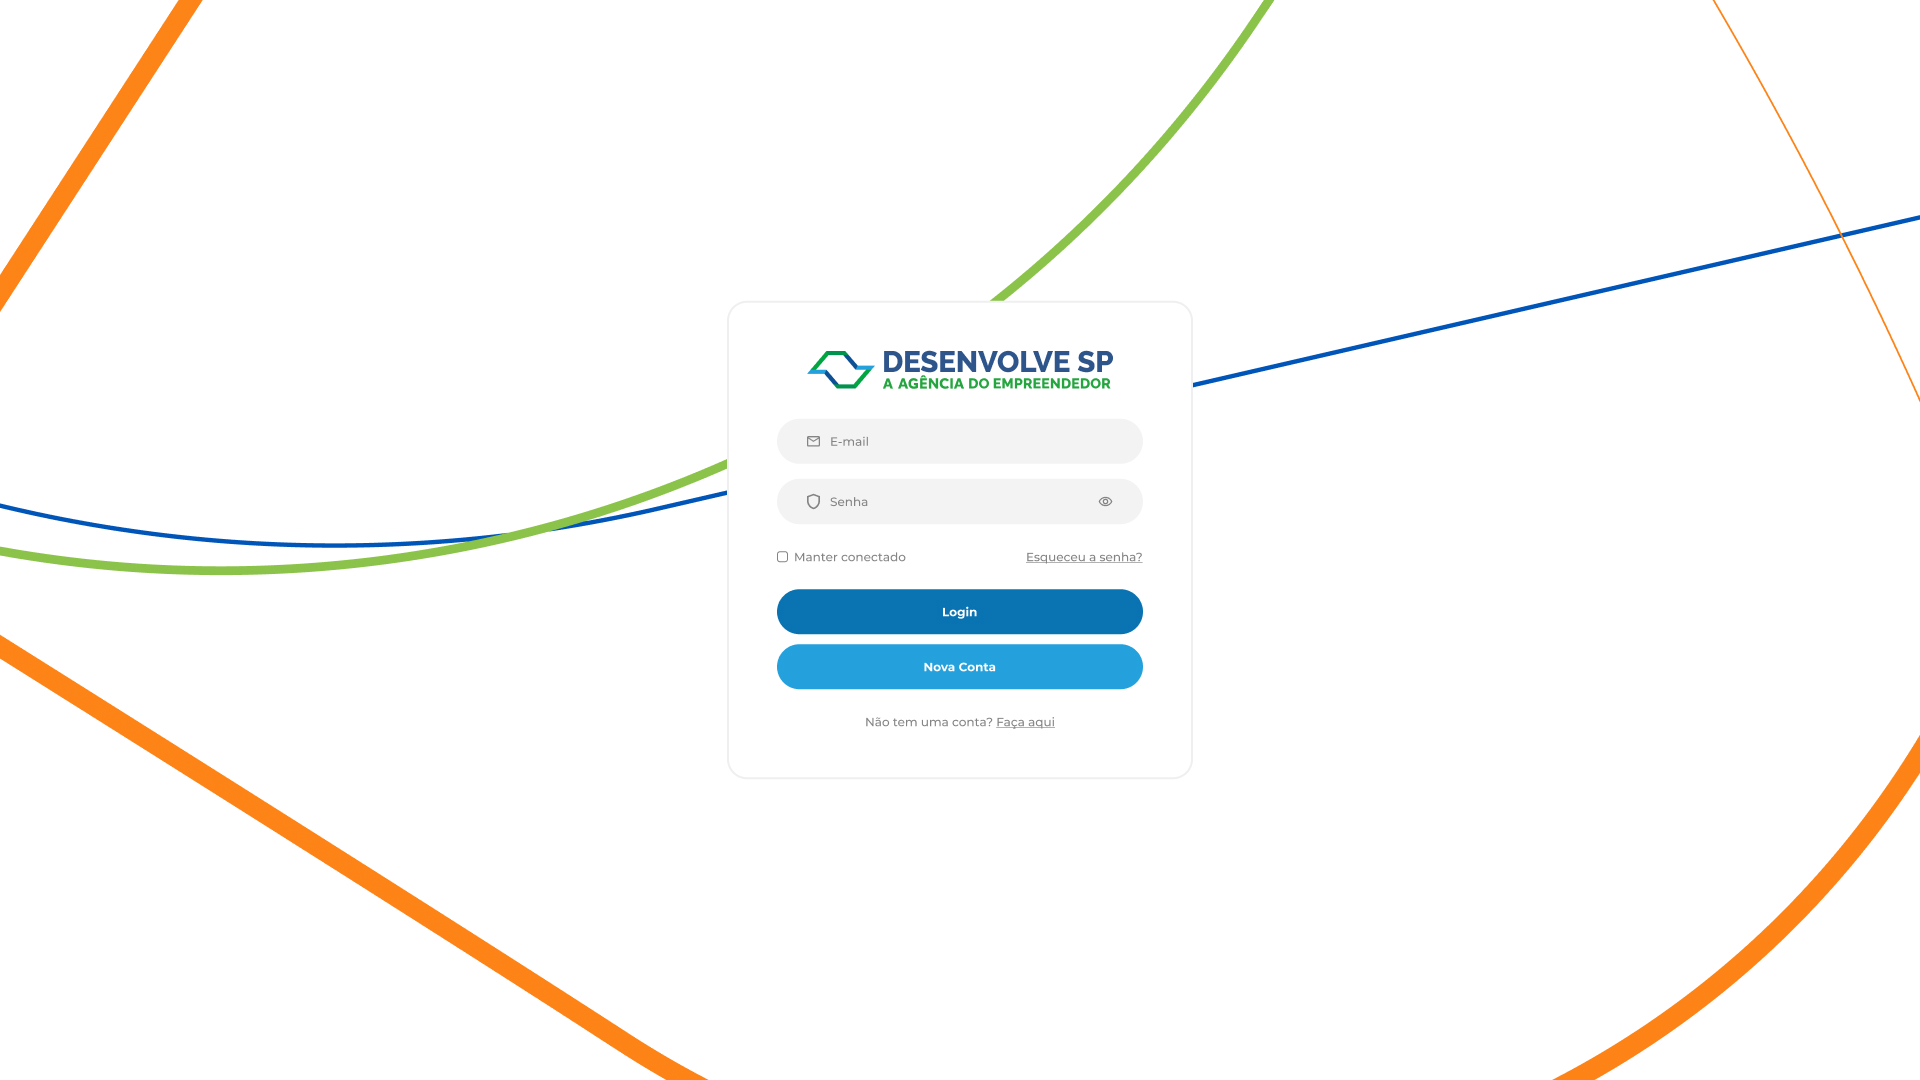 DESENVOLVE SP
A AGÊNCIA DO EMPREENDEDOR
E-mail
Senha
Manter conectado Esqueceu a senha?
Login
Nova Conta
Não tem uma conta? Faça aqui